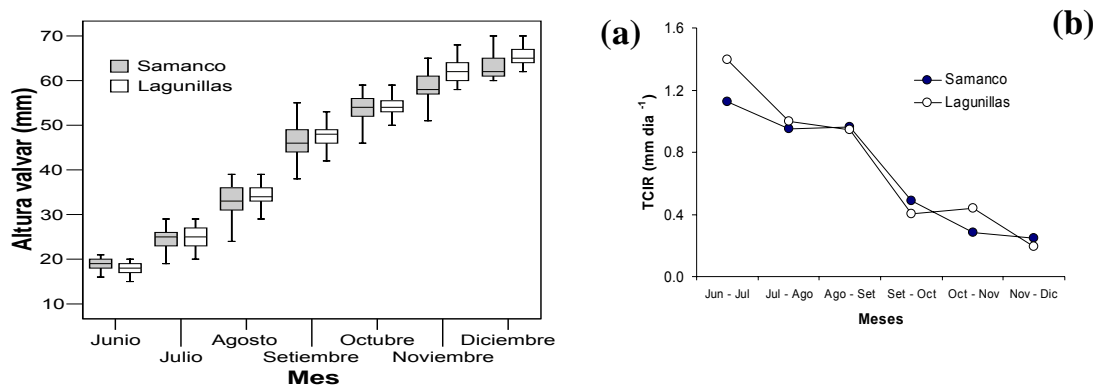 (a)
Altura valvar (mm)
70
60
50
40
30
20
10
Samanco
Lagunillas
Junio
Julio
Agosto
Setiembre
Octubre
Noviembre
Diciembre
Mes
(b)
TCIR (mm dia -1)
1.6
1.2
0.8
0.4
0.0
Samanco
Lagunillas
Jun - Jul
Jul - Ago
Ago - Set
Set - Oct
Oct - Nov
Nov - Dic
Meses